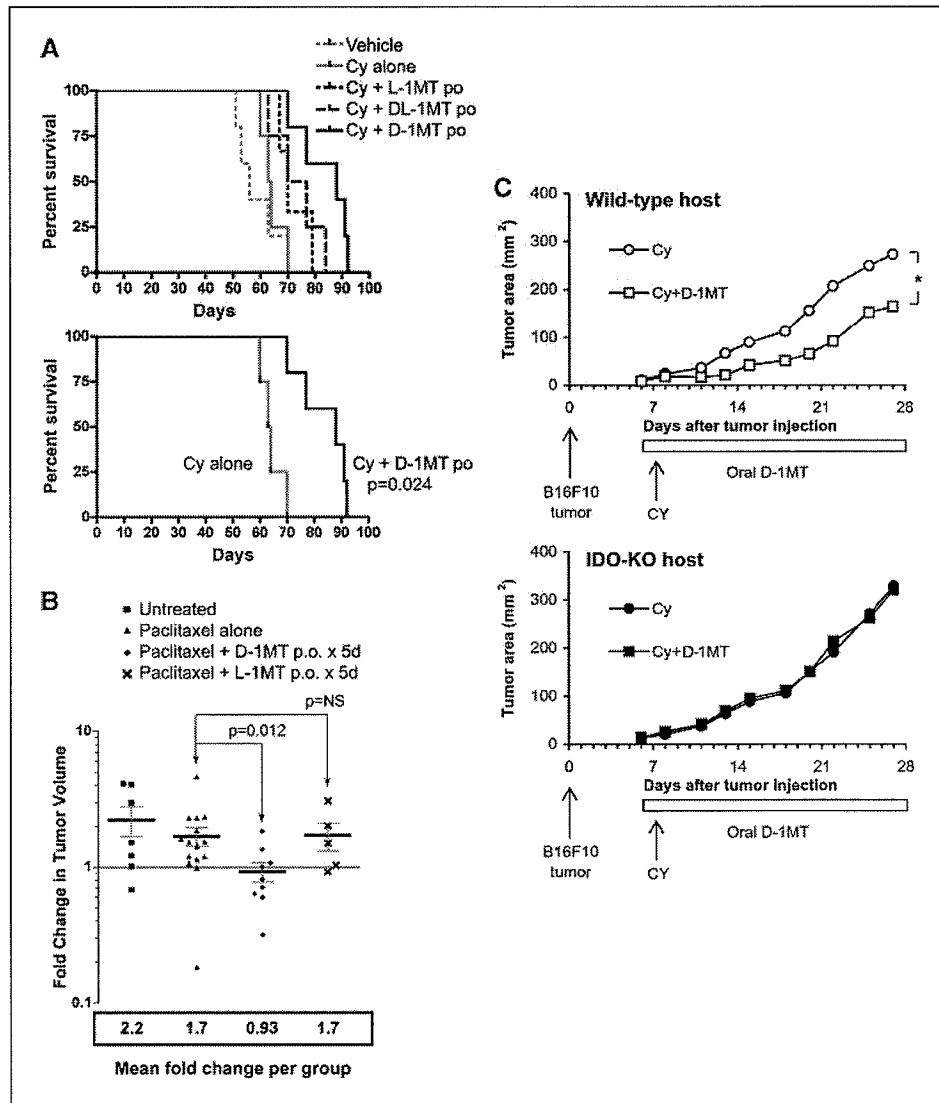 A
Vehicle
Cy alone
Cy + L-1MT po
Cy + DL-1MT po
Cy + D-1MT po
Percent survival
100
75
50
25
0
0 10 20 30 40 50 60 70 80 90 100
Days
Percent survival
100
75
50
25
0
Cy alone
Cy + D-1MT po
p=0.024
0 10 20 30 40 50 60 70 80 90 100
Days
B
Untreated
Paclitaxel alone
Paclitaxel + D-1MT p.o. x 5d
Paclitaxel + L-1MT p.o. x 5d
p=NS
p=0.012
Fold Change in Tumor Volume
10
1
0.1
2.2 1.7 0.93 1.7
Mean fold change per group
C
Wild-type host
Cy
Cy+D-1MT
*
Tumor area (mm 2)
400
300
200
100
0
0 7 14 21 28
Days after tumor injection
Oral D-1MT
B16F10
tumor
CY
IDO-KO host
Cy
Cy+D-1MT
Tumor area (mm 2)
400
300
200
100
0
0 7 14 21 28
Days after tumor injection
Oral D-1MT
B16F10
tumor
CY